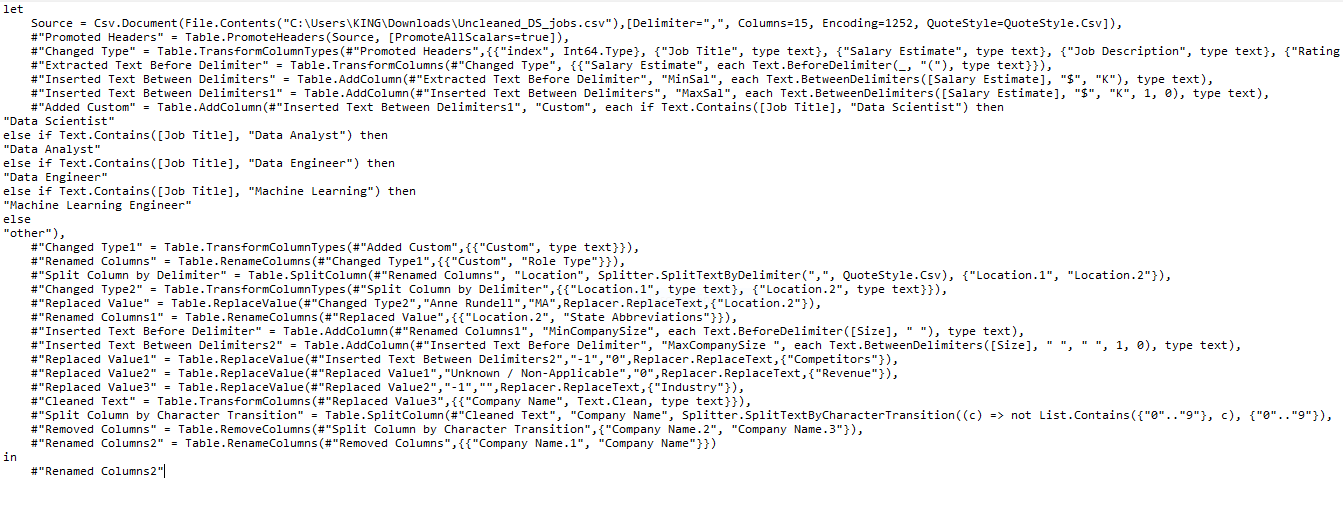 let
    Source = Csv.Document(File.Contents("C:\Users\KING\Downloads\Uncleaned_DS_jobs.csv"),[Delimiter=",", Columns=15, Encoding=1252, QuoteStyle=QuoteStyle.Csv]),
    #"Promoted Headers" = Table.PromoteHeaders(Source, [PromoteAllScalars=true]),
    #"Changed Type" = Table.TransformColumnTypes(#"Promoted Headers",{{"index", Int64.Type}, {"Job Title", type text}, {"Salary Estimate", type text}, {"Job Description", type text}, {"Rating
    #"Extracted Text Before Delimiter" = Table.TransformColumns(#"Changed Type", {{"Salary Estimate", each Text.BeforeDelimiter(_, "("), type text}}),
    #"Inserted Text Between Delimiters" = Table.AddColumn(#"Extracted Text Before Delimiter", "MinSal", each Text.BetweenDelimiters([Salary Estimate], "$", "K"), type text),
    #"Inserted Text Between Delimiters1" = Table.AddColumn(#"Inserted Text Between Delimiters", "MaxSal", each Text.BetweenDelimiters([Salary Estimate], "$", "K", 1, 0), type text),
    #"Added Custom" = Table.AddColumn(#"Inserted Text Between Delimiters1", "Custom", each if Text.Contains([Job Title], "Data Scientist") then
"Data Scientist"
else if Text.Contains([Job Title], "Data Analyst") then
"Data Analyst"
else if Text.Contains([Job Title], "Data Engineer") then
"Data Engineer"
else if Text.Contains([Job Title], "Machine Learning") then
"Machine Learning Engineer"
else
"other"),
    #"Changed Type1" = Table.TransformColumnTypes(#"Added Custom",{{"Custom", type text}}),
    #"Renamed Columns" = Table.RenameColumns(#"Changed Type1",{{"Custom", "Role Type"}}),
    #"Split Column by Delimiter" = Table.SplitColumn(#"Renamed Columns", "Location", Splitter.SplitTextByDelimiter(",", QuoteStyle.Csv), {"Location.1", "Location.2"}),
    #"Changed Type2" = Table.TransformColumnTypes(#"Split Column by Delimiter",{{"Location.1", type text}, {"Location.2", type text}}),
    #"Replaced Value" = Table.ReplaceValue(#"Changed Type2","Anne Rundell","MA",Replacer.ReplaceText,{"Location.2"}),
    #"Renamed Columns1" = Table.RenameColumns(#"Replaced Value",{{"Location.2", "State Abbreviations"}}),
    #"Inserted Text Before Delimiter" = Table.AddColumn(#"Renamed Columns1", "MinCompanySize", each Text.BeforeDelimiter([Size], " "), type text),
    #"Inserted Text Between Delimiters2" = Table.AddColumn(#"Inserted Text Before Delimiter", "MaxCompanySize ", each Text.BetweenDelimiters([Size], " ", " ", 1, 0), type text),
    #"Replaced Value1" = Table.ReplaceValue(#"Inserted Text Between Delimiters2","-1","0",Replacer.ReplaceText,{"Competitors"}),
    #"Replaced Value2" = Table.ReplaceValue(#"Replaced Value1","Unknown / Non-Applicable","0",Replacer.ReplaceText,{"Revenue"}),
    #"Replaced Value3" = Table.ReplaceValue(#"Replaced Value2","-1","",Replacer.ReplaceText,{"Industry"}),
    #"Cleaned Text" = Table.TransformColumns(#"Replaced Value3",{{"Company Name", Text.Clean, type text}}),
    #"Split Column by Character Transition" = Table.SplitColumn(#"Cleaned Text", "Company Name", Splitter.SplitTextByCharacterTransition((c) => not List.Contains({"0".."9"}, c), {"0".."9"}),
    #"Removed Columns" = Table.RemoveColumns(#"Split Column by Character Transition",{"Company Name.2", "Company Name.3"}),
    #"Renamed Columns2" = Table.RenameColumns(#"Removed Columns",{{"Company Name.1", "Company Name"}})
in
    #"Renamed Columns2"